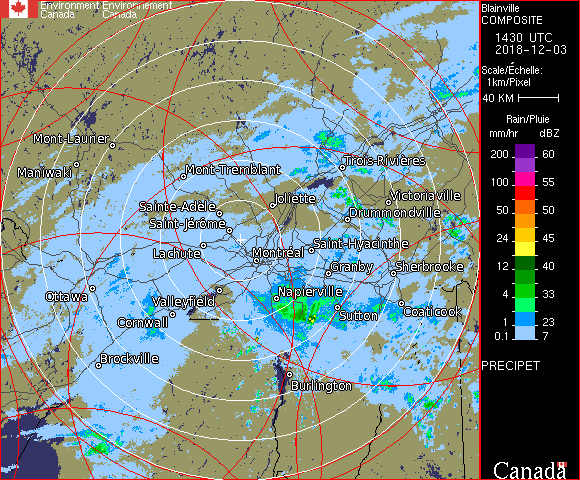 Environment Environnement
Canada Canada
Blainville
COMPOSITE
1430 UTC
2018-12-03
Scale/Échelle:
1km/Pixel
40 KM
Rain/Pluie
mm/hr dBZ
200 60
100 55
50 50
24 45
12 40
4 33
1 23
0.1 7
PRECIPET
Canada
Mont-Laurier
Maniwaki
Mont-Tremblant
Trois-Rivières
Sainte-Adele
Joliette
Victoriaville
Saint-Jérôme
Drummondville
Lachute
Montréal
Saint-Hyacinthe
Granby
Sherbrooke
Ottawa
Valleyfield
Napierville
Cornwall
Sutton
Coaticook
Brockville
Burlington